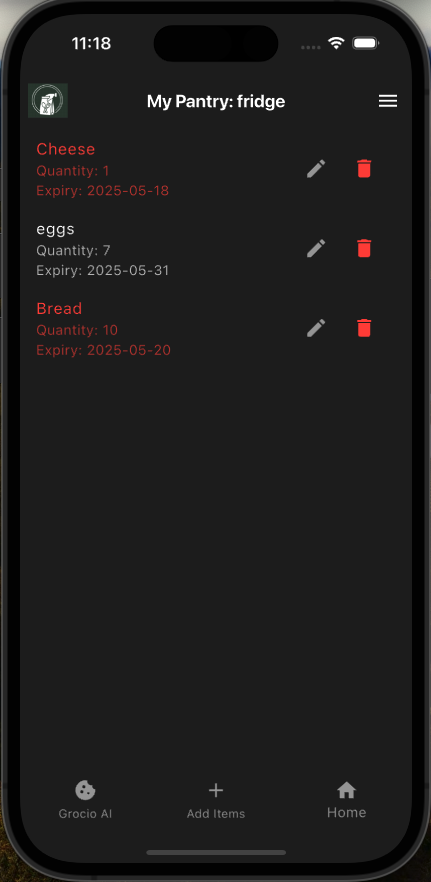 11:18
My Pantry: fridge
Cheese
Quantity: 1
Expiry: 2025-05-18
eggs
Quantity: 7
Expiry: 2025-05-31
Bread
Quantity: 10
Expiry: 2025-05-20
Grocio AI
Add Items
Home